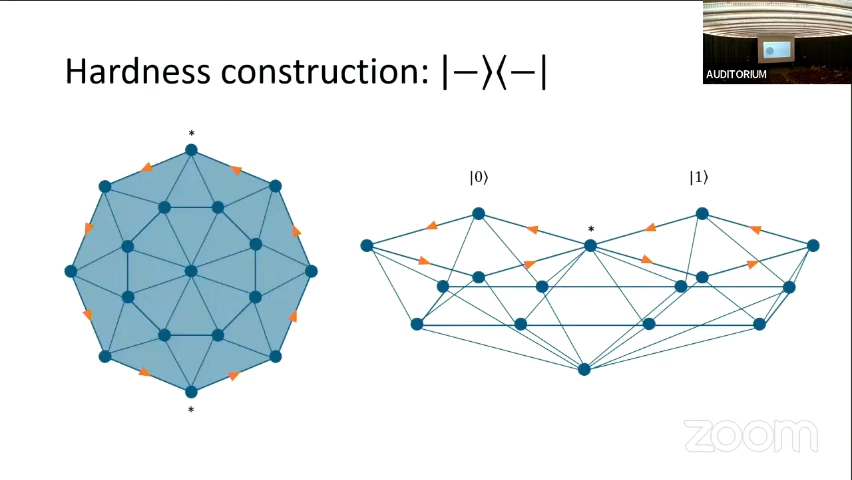 AUDITORIUM
Hardness construction: |−⟩⟨−|
*
|0⟩
|1⟩
*
*
zoom